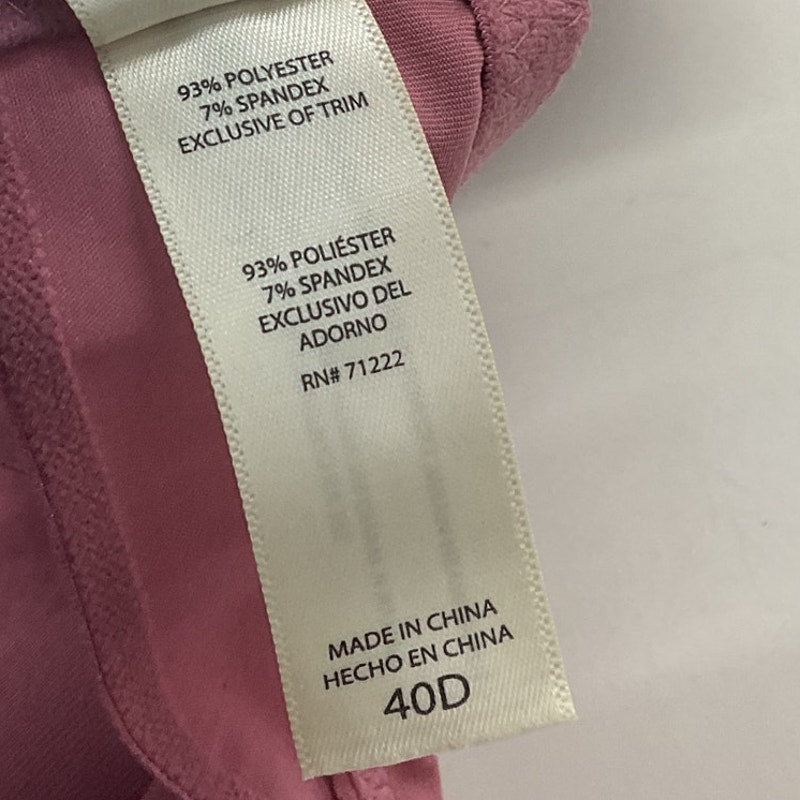 93% POLYESTER
7% SPANDEX
EXCLUSIVE OF TRIM
93% POLIÉSTER
7% SPANDEX
EXCLUSIVO DEL
ADORNO
RN# 71222
MADE IN CHINA
HECHO EN CHINA
40D